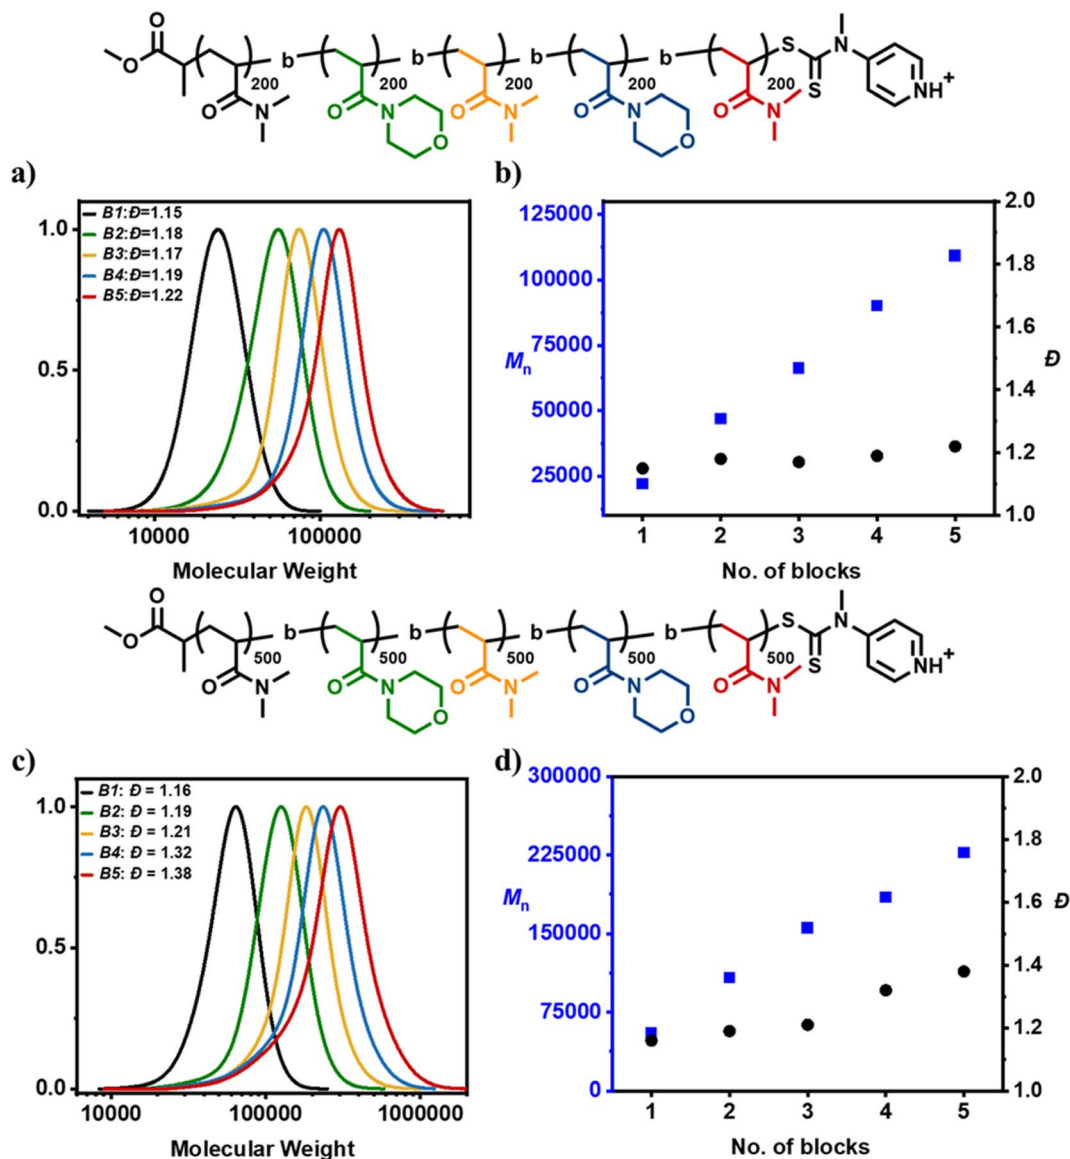 O
O
b
b
b
b
S
N
200
200
200
200
200
S
NH+
O
N
O
N
O
N
O
N
O
N
O
O
a)
b)
B1:Đ=1.15
B2:Đ=1.18
B3:Đ=1.17
B4:Đ=1.19
B5:Đ=1.22
1.0
0.5
0.0
10000
100000
Molecular Weight
125000
100000
75000
50000
25000
Mn
2.0
1.8
1.6
1.4
1.2
1.0
Đ
1
2
3
4
5
No. of blocks
O
O
b
b
b
b
S
N
500
500
500
500
500
S
NH+
O
N
O
N
O
N
O
N
O
N
O
O
c)
d)
B1: Đ = 1.16
B2: Đ = 1.19
B3: Đ = 1.21
B4: Đ = 1.32
B5: Đ = 1.38
1.0
0.5
0.0
10000
100000
1000000
Molecular Weight
300000
225000
150000
75000
0
Mn
2.0
1.8
1.6
1.4
1.2
1.0
Đ
1
2
3
4
5
No. of blocks